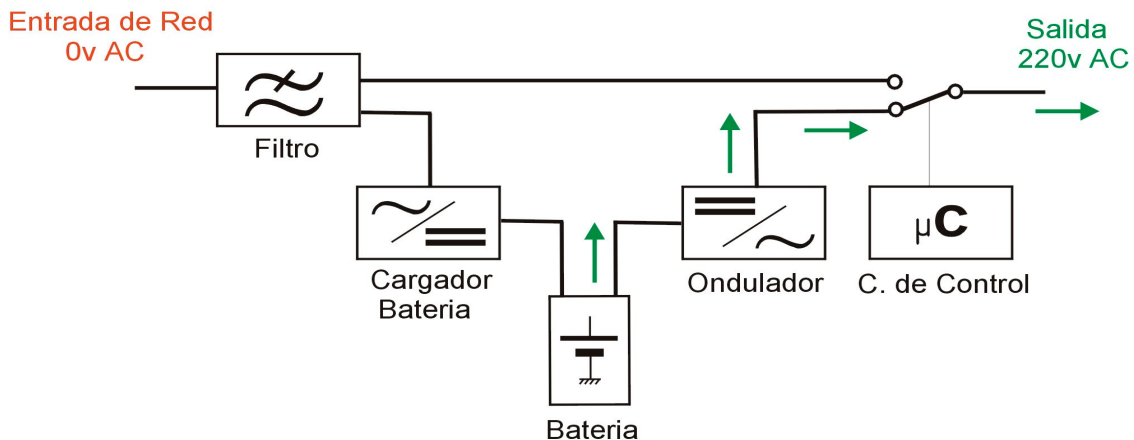 Entrada de Red
0v AC
Salida
220v AC
Filtro
Cargador
Bateria
Bateria
Ondulador
µC
C. de Control